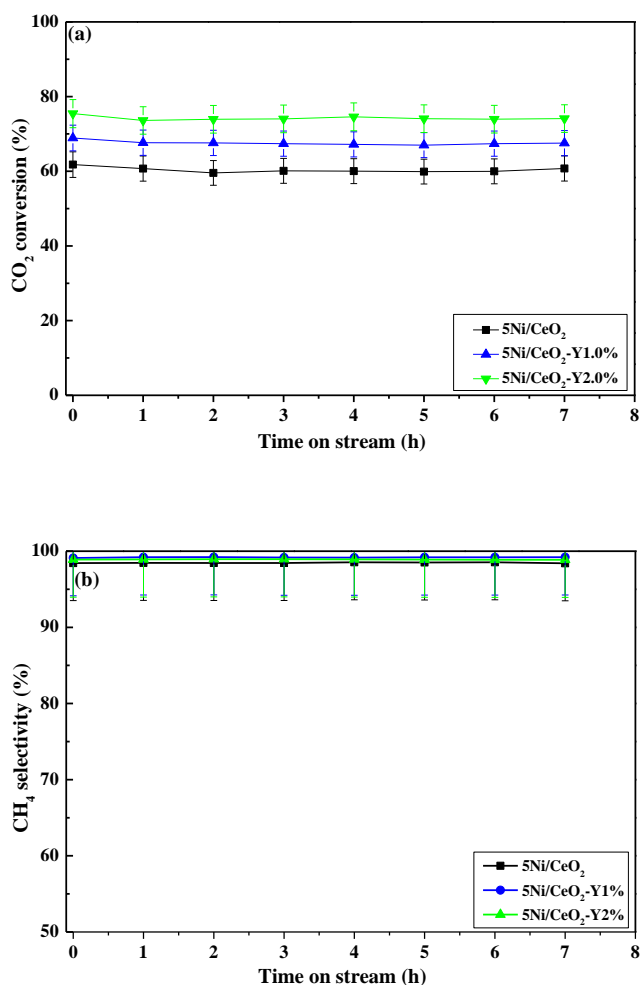 (a)
100
80
60
40
20
0
CO₂ conversion (%)
5Ni/CeO₂
5Ni/CeO₂-Y1.0%
5Ni/CeO₂-Y2.0%
0 1 2 3 4 5 6 7 8
Time on stream (h)
(b)
100
90
80
70
60
50
CH₄ selectivity (%)
5Ni/CeO₂
5Ni/CeO₂-Y1%
5Ni/CeO₂-Y2%
0 1 2 3 4 5 6 7 8
Time on stream (h)